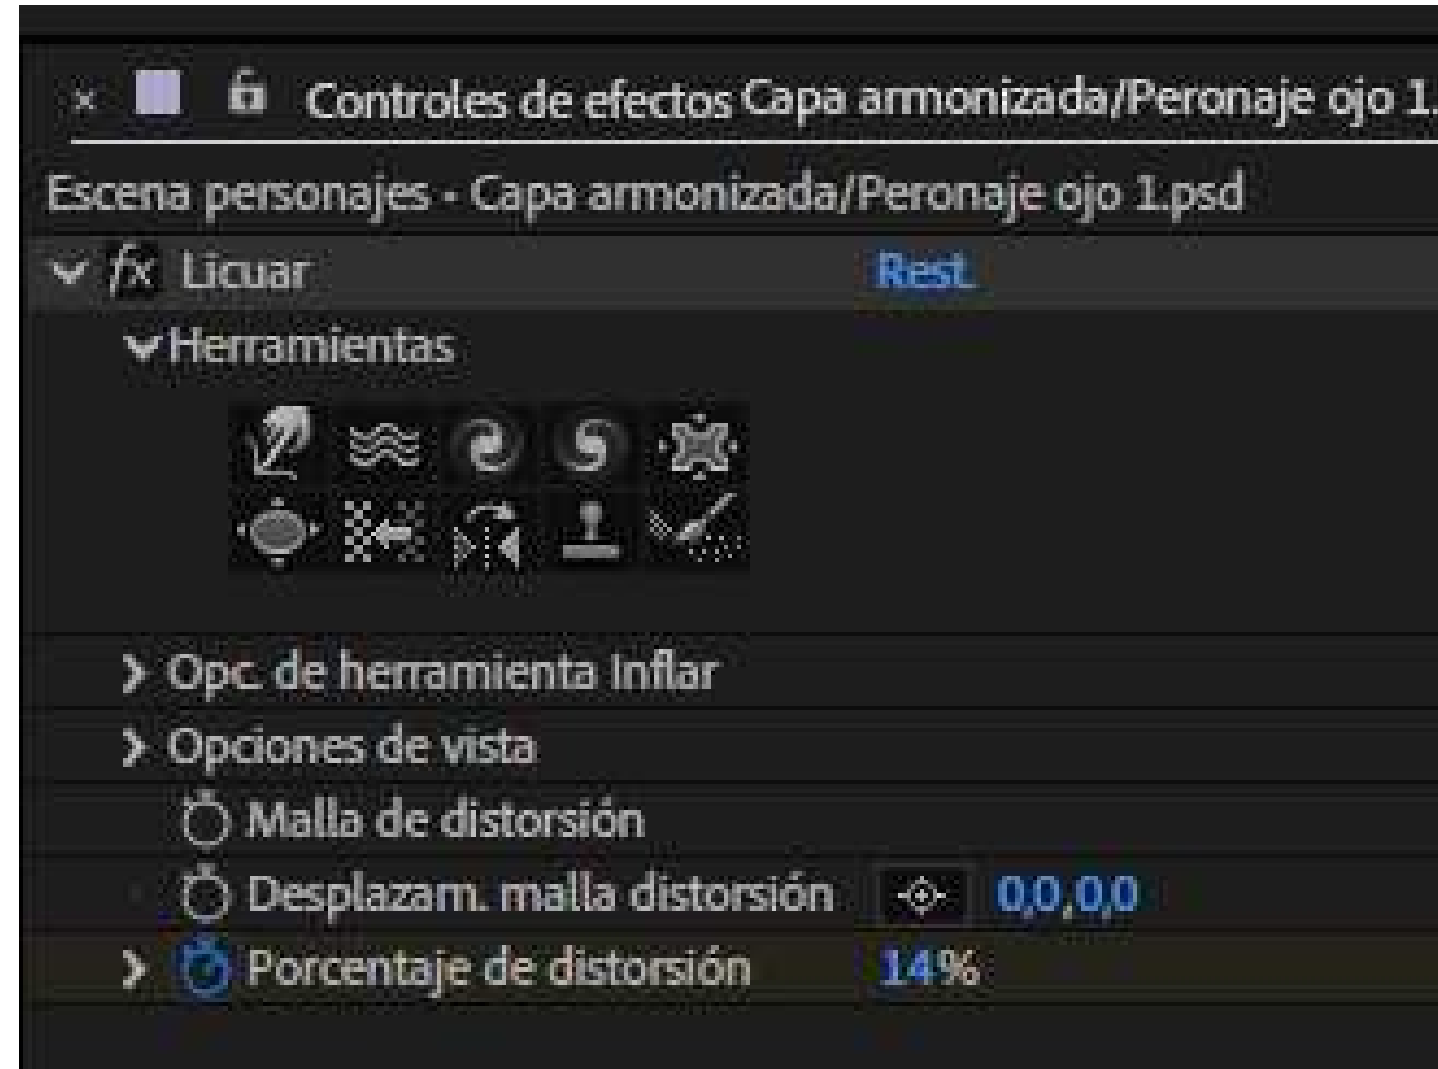 × Controles de efectos Capa armonizada/Peronaje ojo 1.
Escena personajes - Capa armonizada/Peronaje ojo 1.psd
fx Licuar Rest.
Herramientas
Opc. de herramienta Inflar
Opciones de vista
Malla de distorsión
Desplazam. malla distorsión 0,0,0,0
Porcentaje de distorsión 14%